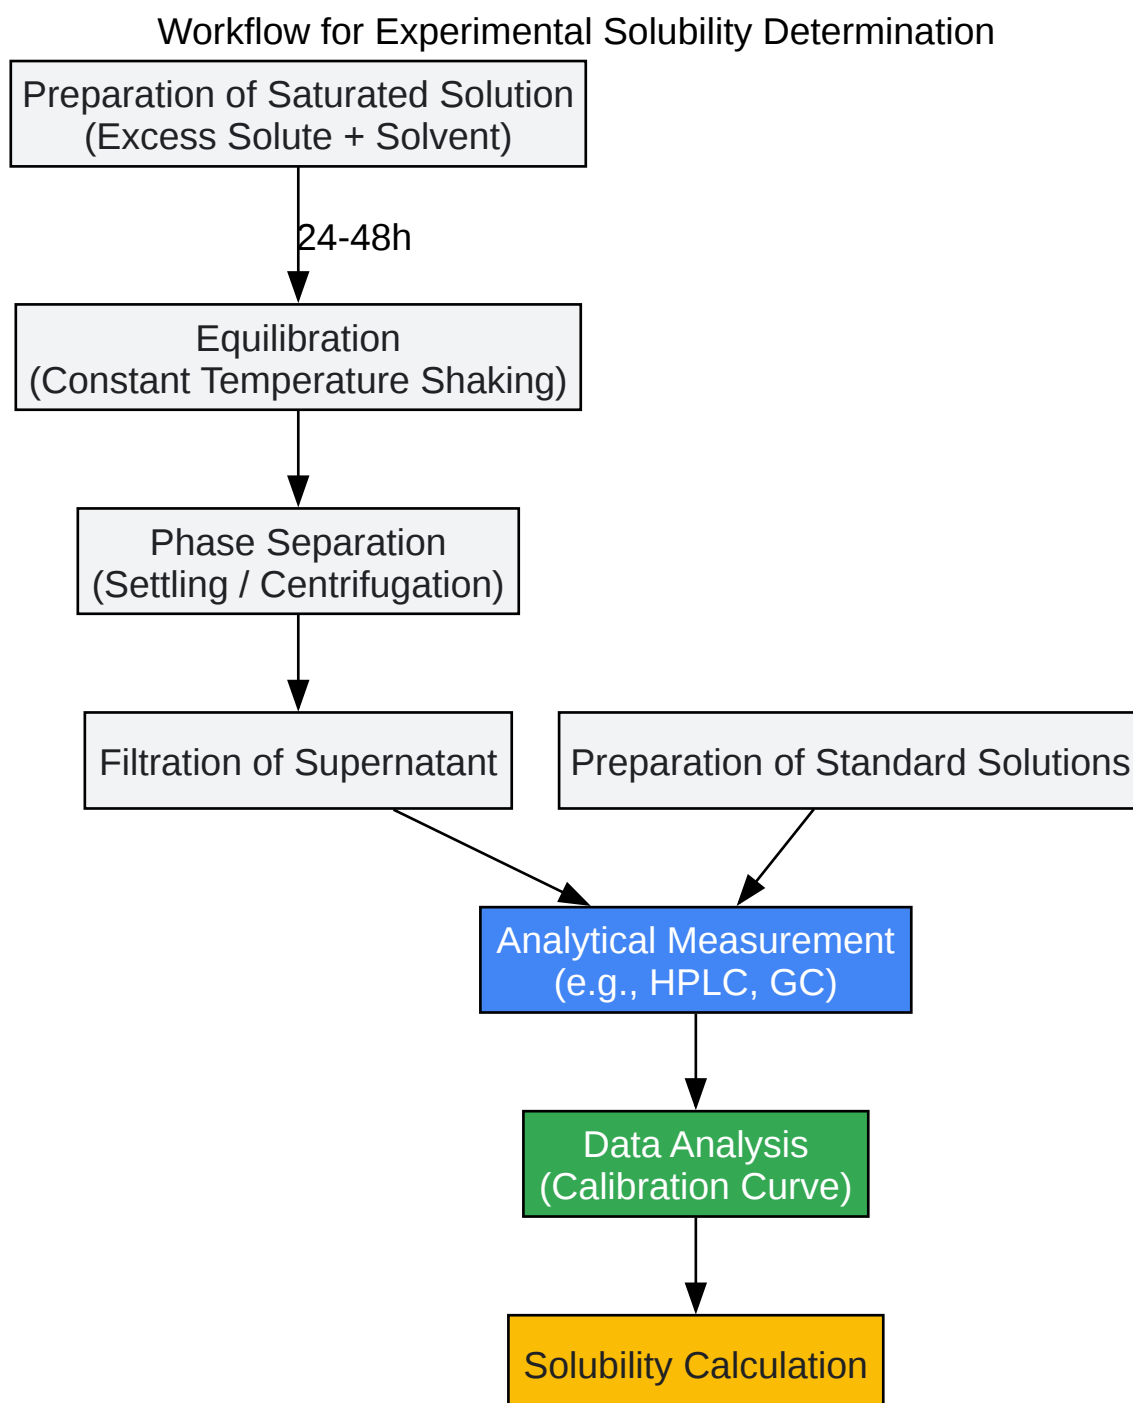 Workflow for Experimental Solubility Determination
Preparation of Saturated Solution
(Excess Solute + Solvent)
24-48h
Equilibration
(Constant Temperature Shaking)
Phase Separation
(Settling / Centrifugation)
Filtration of Supernatant
Preparation of Standard Solutions
Analytical Measurement
(e.g., HPLC, GC)
Data Analysis
(Calibration Curve)
Solubility Calculation